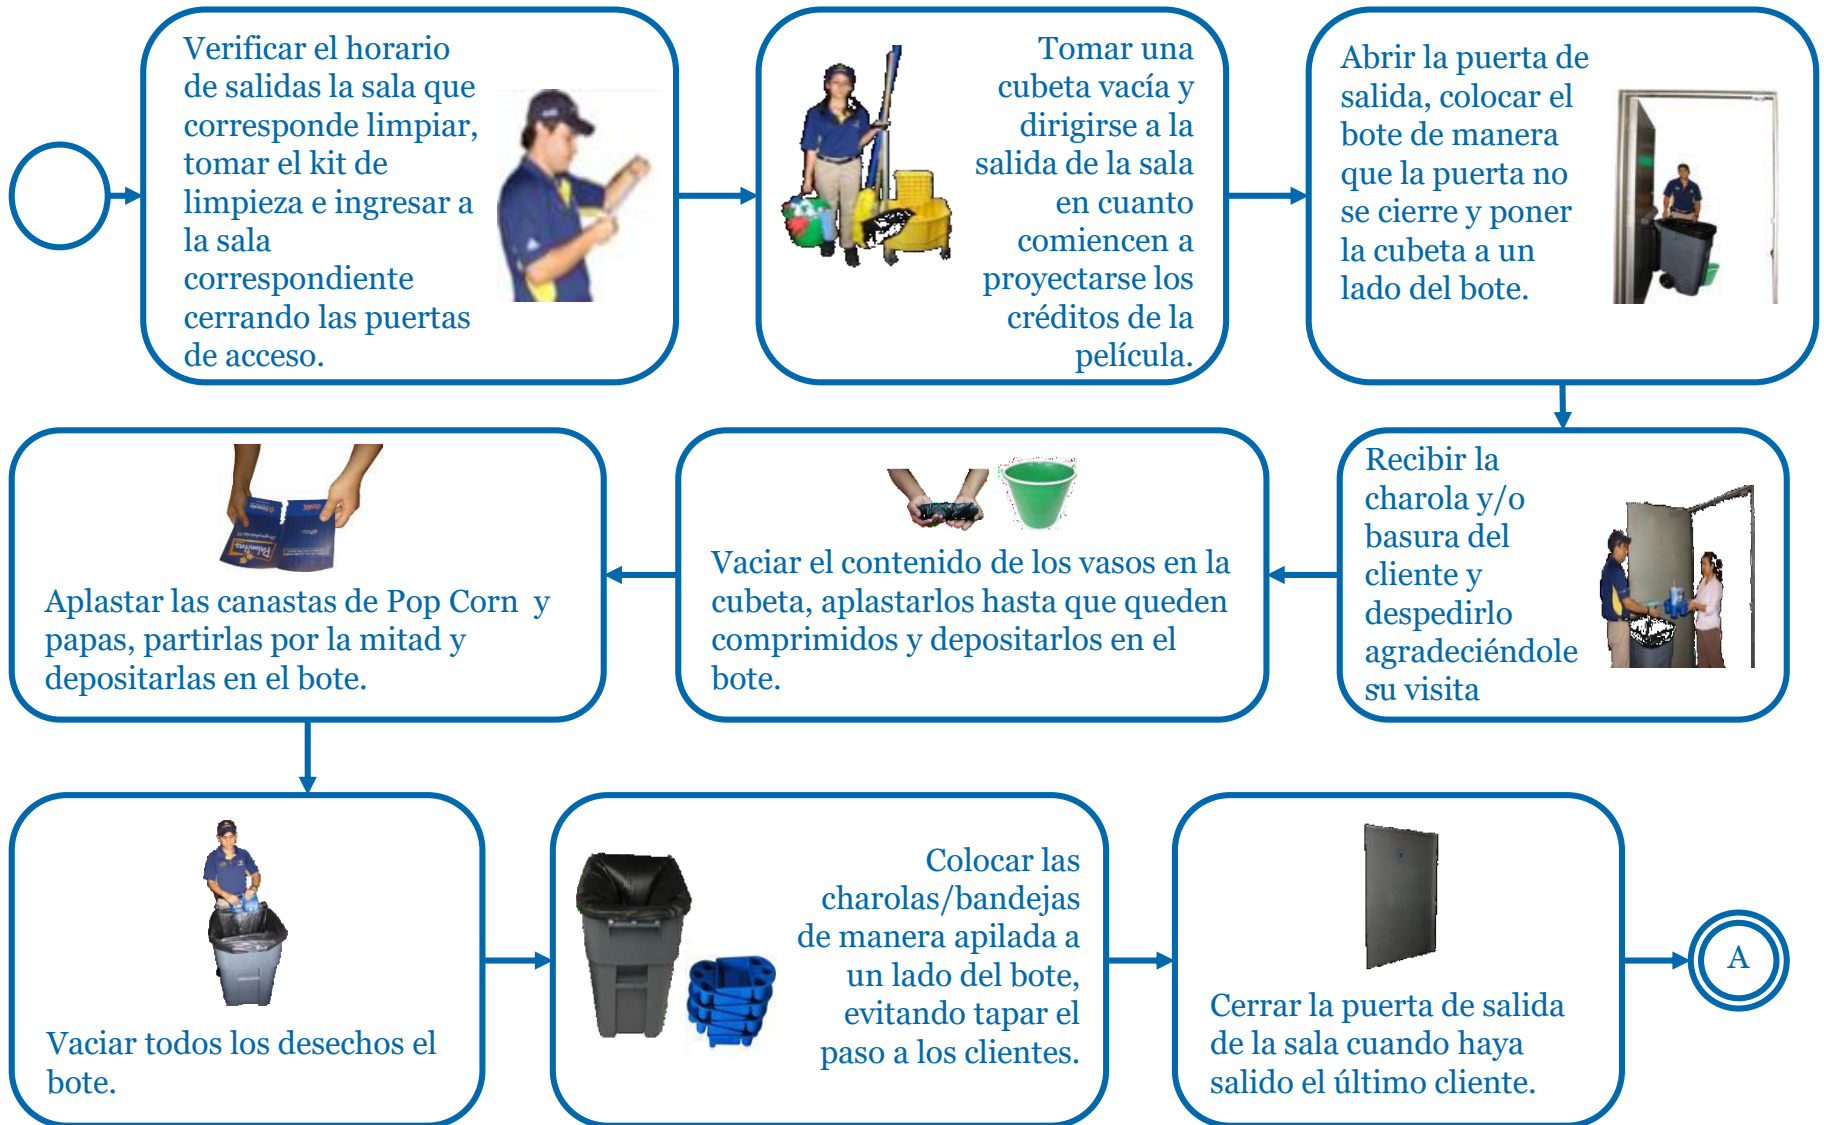 Verificar el horario
de salidas la sala que
corresponde limpiar,
tomar el kit de
limpieza e ingresar a
la sala
correspondiente
cerrando las puertas
de acceso.
Tomar una
cubeta vacía y
dirigirse a la
salida de la sala
en cuanto
comiencen a
proyectarse los
créditos de la
película.
Abrir la puerta de
salida, colocar el
bote de manera
que la puerta no
se cierre y poner
la cubeta a un
lado del bote.
Recibir la
charola y/o
basura del
cliente y
despedirlo
agradeciéndole
su visita
Vaciar el contenido de los vasos en la
cubeta, aplastarlos hasta que queden
comprimidos y depositarlos en el
bote.
Palomitas
Aplastar las canastas de Pop Corn y
papas, partirlas por la mitad y
depositarlas en el bote.
Vaciar todos los desechos el
bote.
Colocar las
charolas/bandejas
de manera apilada a
un lado del bote,
evitando tapar el
paso a los clientes.
Cerrar la puerta de salida
de la sala cuando haya
salido el último cliente.
A